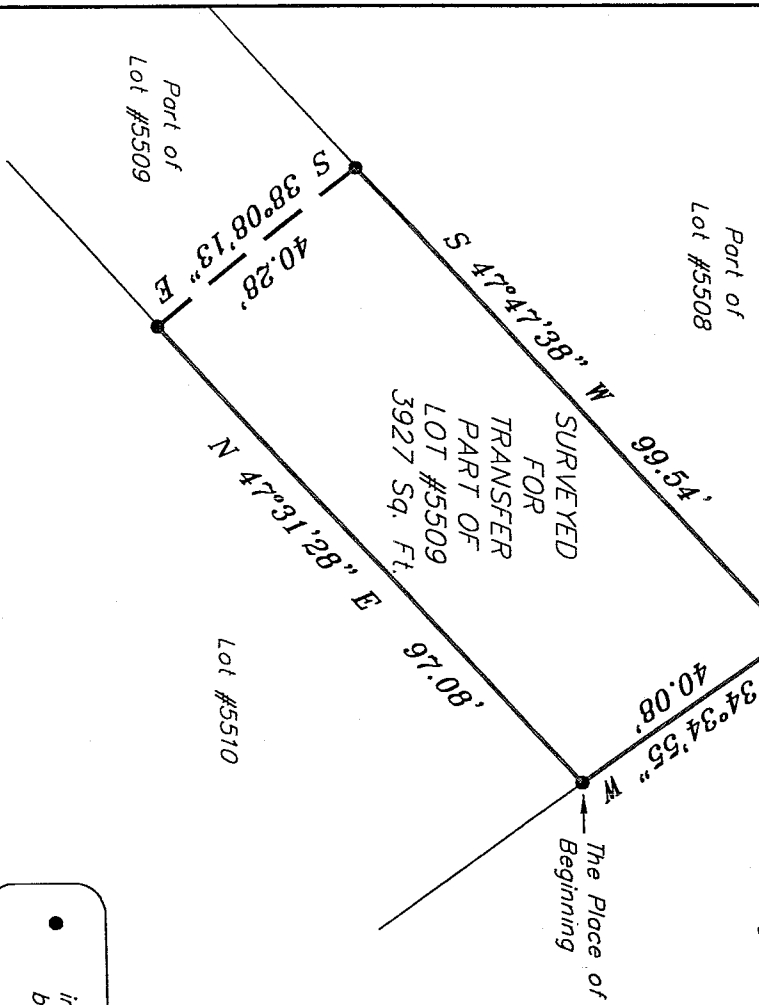 Part of
Lot #5508
Part of
Lot #5509
S 47°47'38" W 99.54'
S 38°08'13" E
40.28'
SURVEYED
FOR
TRANSFER
PART OF
LOT #5509
3927 Sq. Ft.
34°34'55" W
40.08'
N 47°31'28" E 97.08'
The Place of
Beginning
Lot #5510